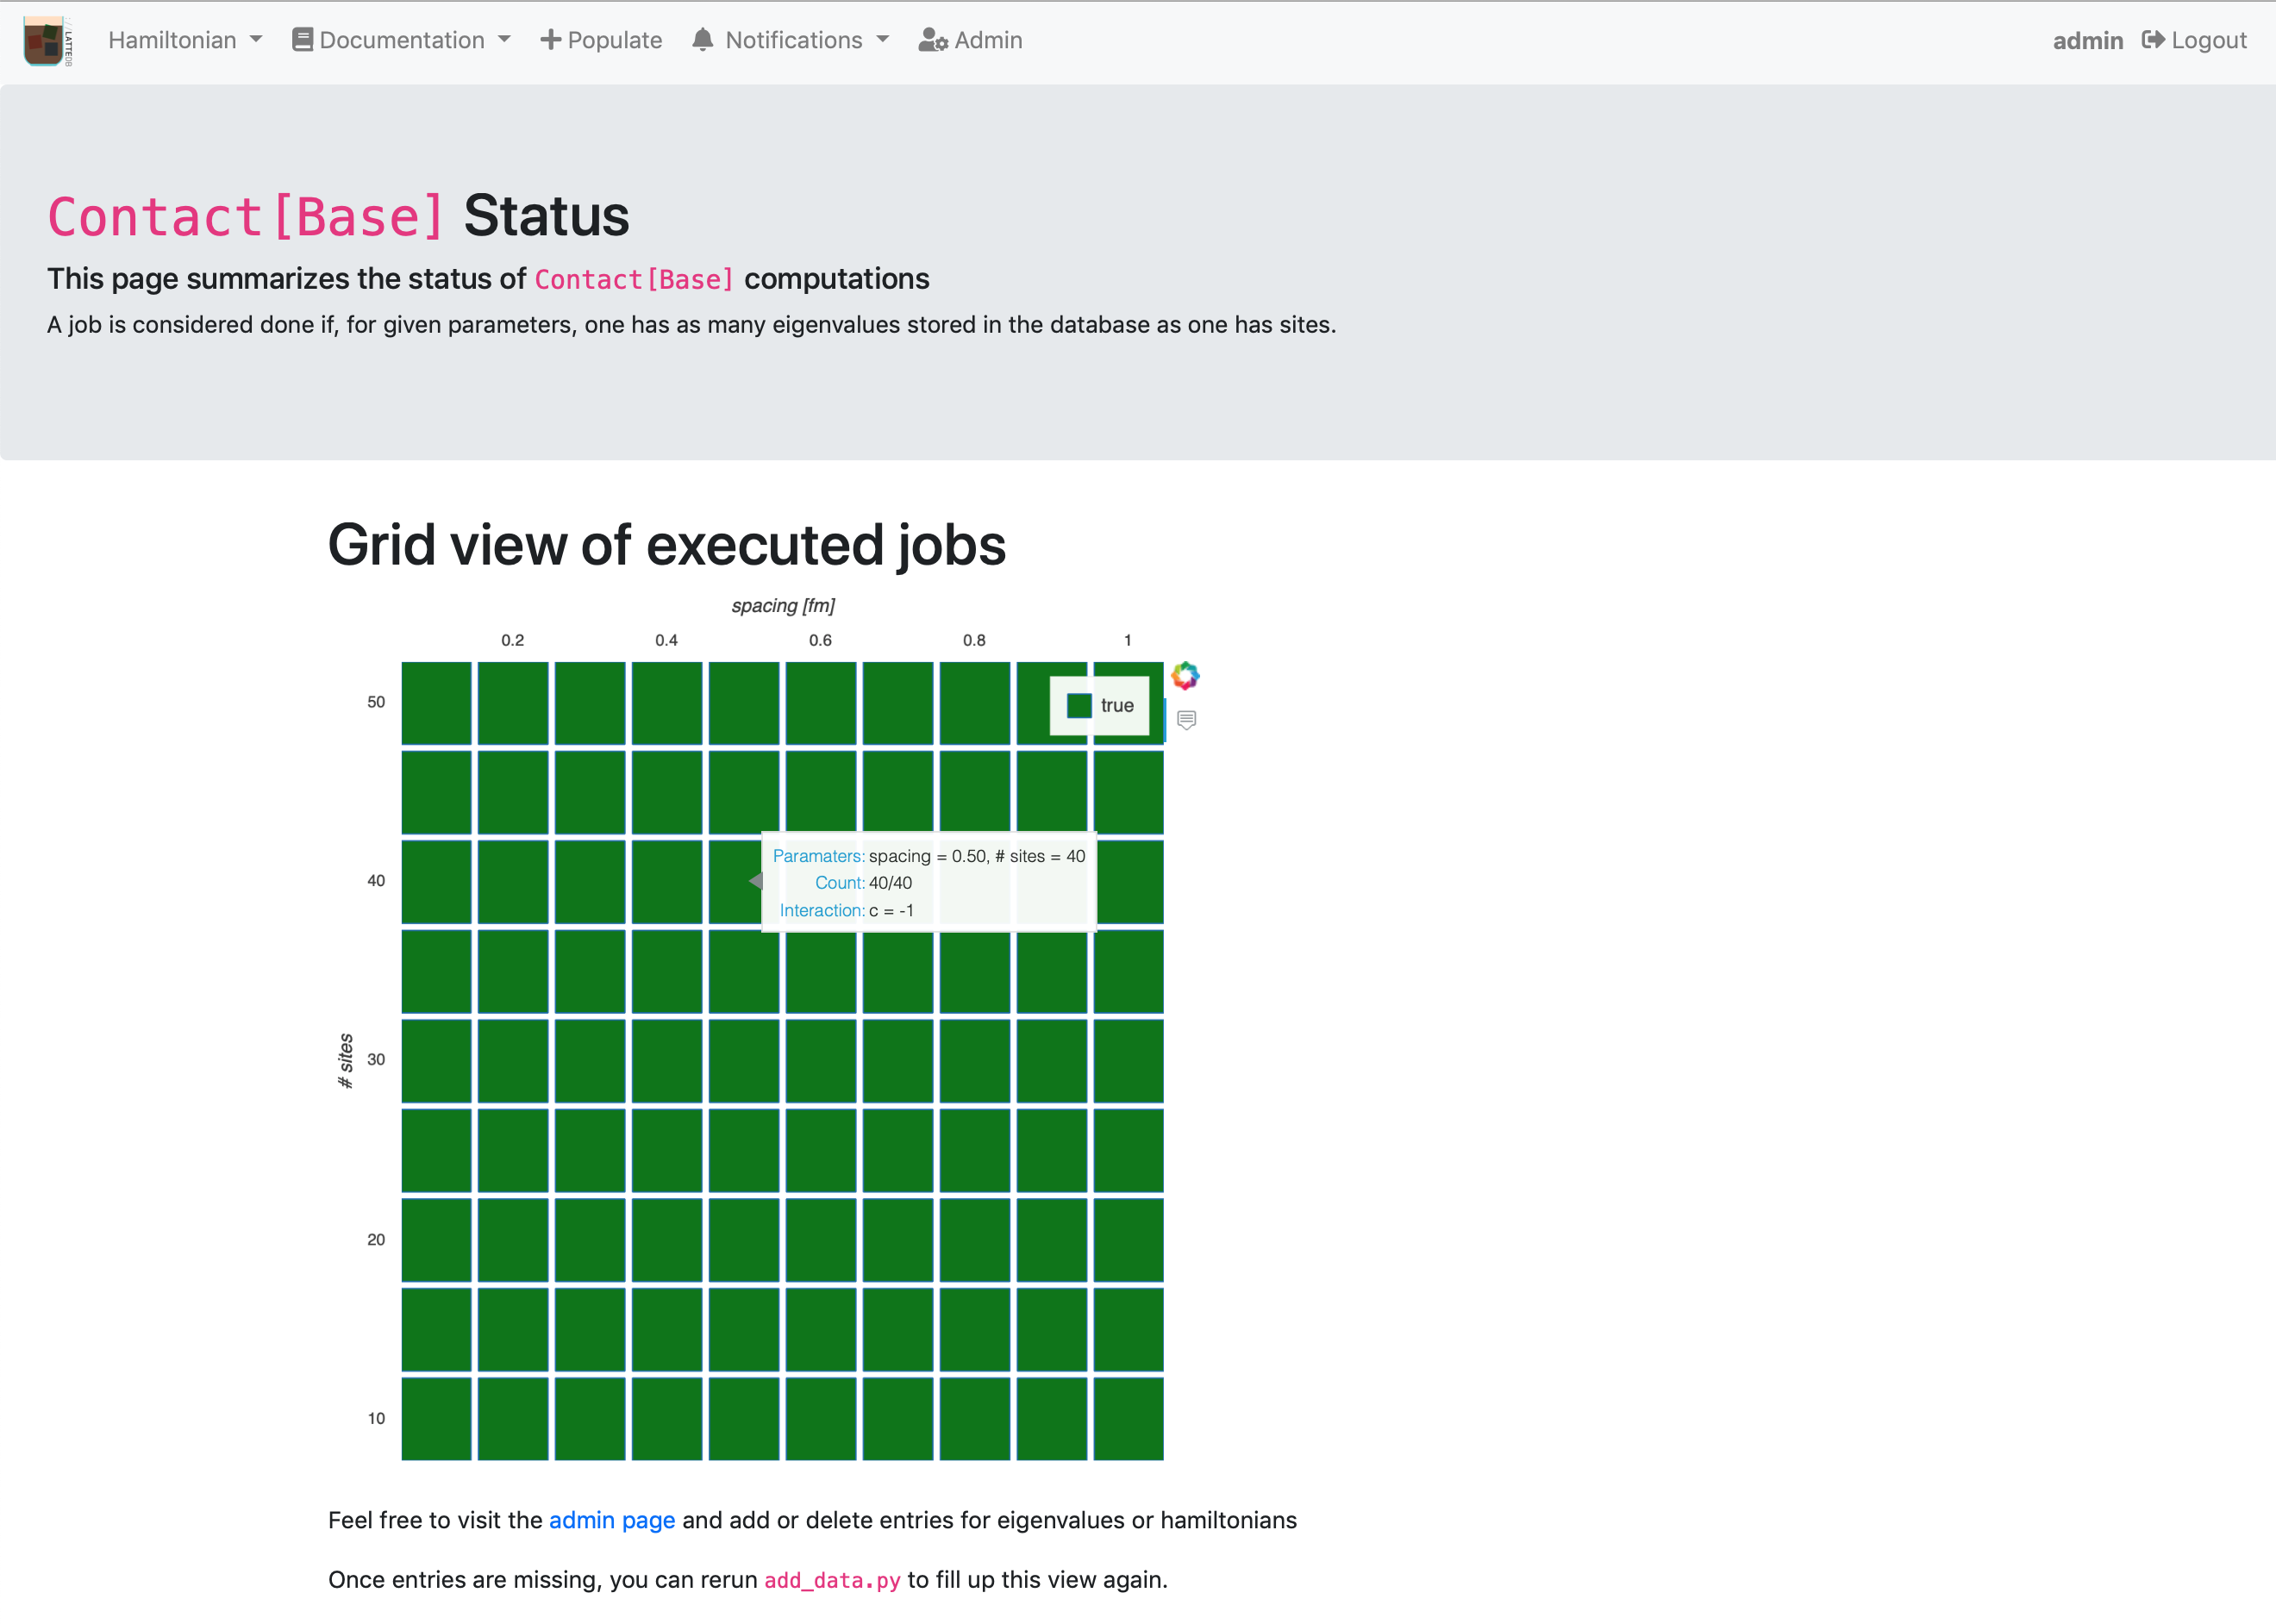 ://LATTEDB
Hamiltonian Documentation Populate Notifications Admin admin Logout
Contact[Base] Status
This page summarizes the status of Contact[Base] computations
A job is considered done if, for given parameters, one has as many eigenvalues stored in the database as one has sites.
Grid view of executed jobs
spacing [fm]
0.2 0.4 0.6 0.8 1
50
true
Paramaters: spacing = 0.50, # sites = 40
40
Count: 40/40
Interaction: c = -1
# sites
30
20
10
Feel free to visit the admin page and add or delete entries for eigenvalues or hamiltonians
Once entries are missing, you can rerun add_data.py to fill up this view again.